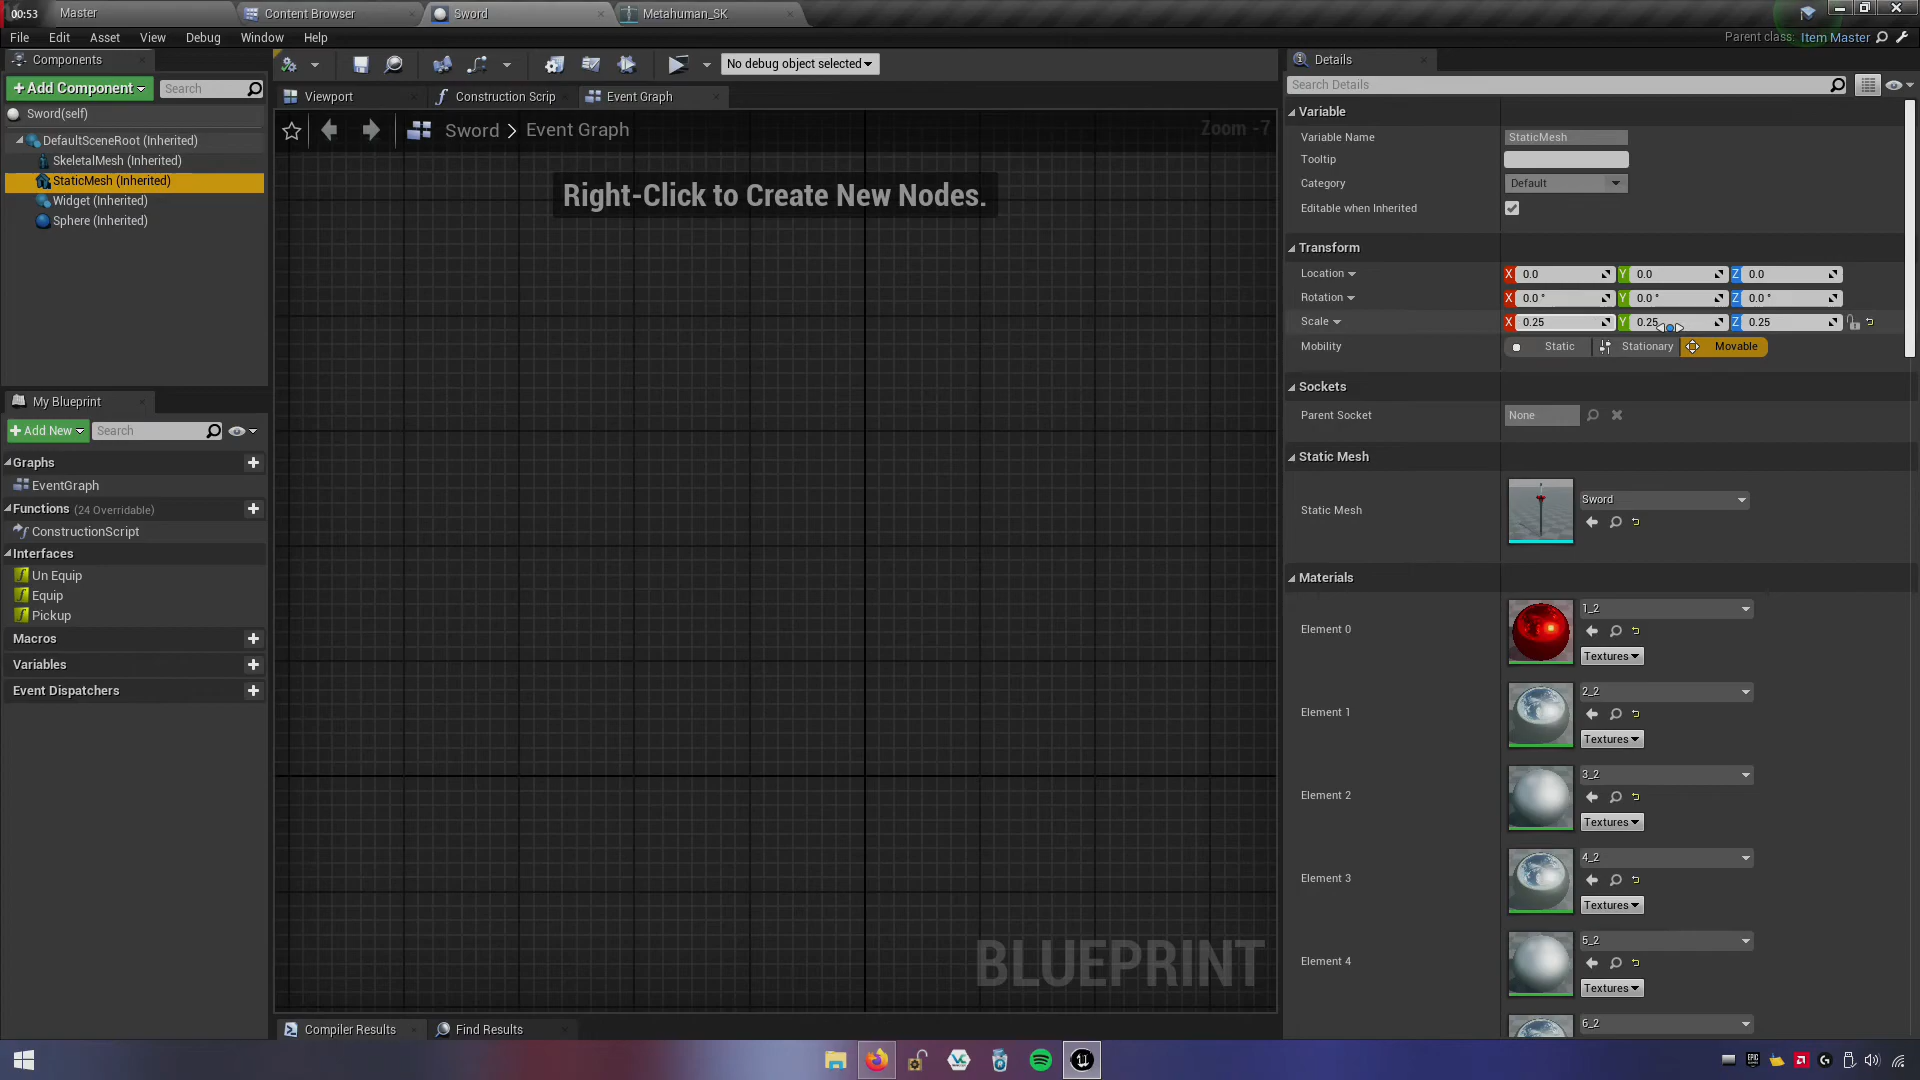 00:53
Master
Content Browser
Sword
Metahuman_SK
File
Edit
Asset
View
Debug
Window
Help
Parent class: Item Master
Components
+ Add Component
Search
Sword(self)
DefaultSceneRoot (Inherited)
SkeletalMesh (Inherited)
StaticMesh (Inherited)
Widget (Inherited)
Sphere (Inherited)
My Blueprint
+ Add New
Search
Graphs
EventGraph
Functions (24 Overridable)
ConstructionScript
Interfaces
Un Equip
Equip
Pickup
Macros
Variables
Event Dispatchers
No debug object selected
Viewport
Construction Scrip
Event Graph
Sword > Event Graph
Zoom -7
Right-Click to Create New Nodes.
BLUEPRINT
Compiler Results
Find Results
Details
Search Details
Variable
Variable Name
StaticMesh
Tooltip
Category
Default
Editable when Inherited
Transform
Location
X 0.0
Y 0.0
Z 0.0
Rotation
X 0.0 °
Y 0.0 °
Z 0.0 °
Scale
X 0.25
Y 0.25
Z 0.25
Mobility
Static
Stationary
Movable
Sockets
Parent Socket
None
Static Mesh
Static Mesh
Sword
Materials
Element 0
1_2
Textures
Element 1
2_2
Textures
Element 2
3_2
Textures
Element 3
4_2
Textures
Element 4
5_2
Textures
6_2